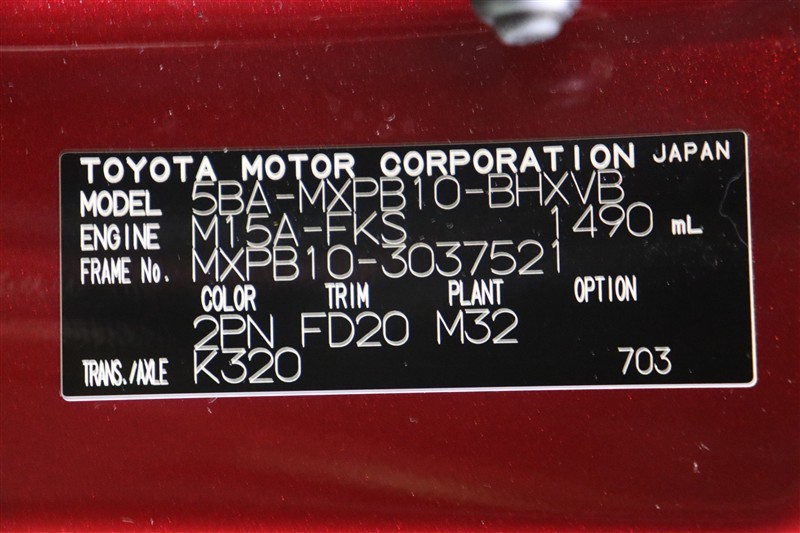 TOYOTA MOTOR CORPORATION JAPAN
MODEL 5BA-MXPB10-BHXVB
ENGINE M15A-FKS 1490 mL
FRAME No. MXPB10-3037521
COLOR TRIM PLANT OPTION
2PN FD20 M32
TRANS./AXLE K320 703